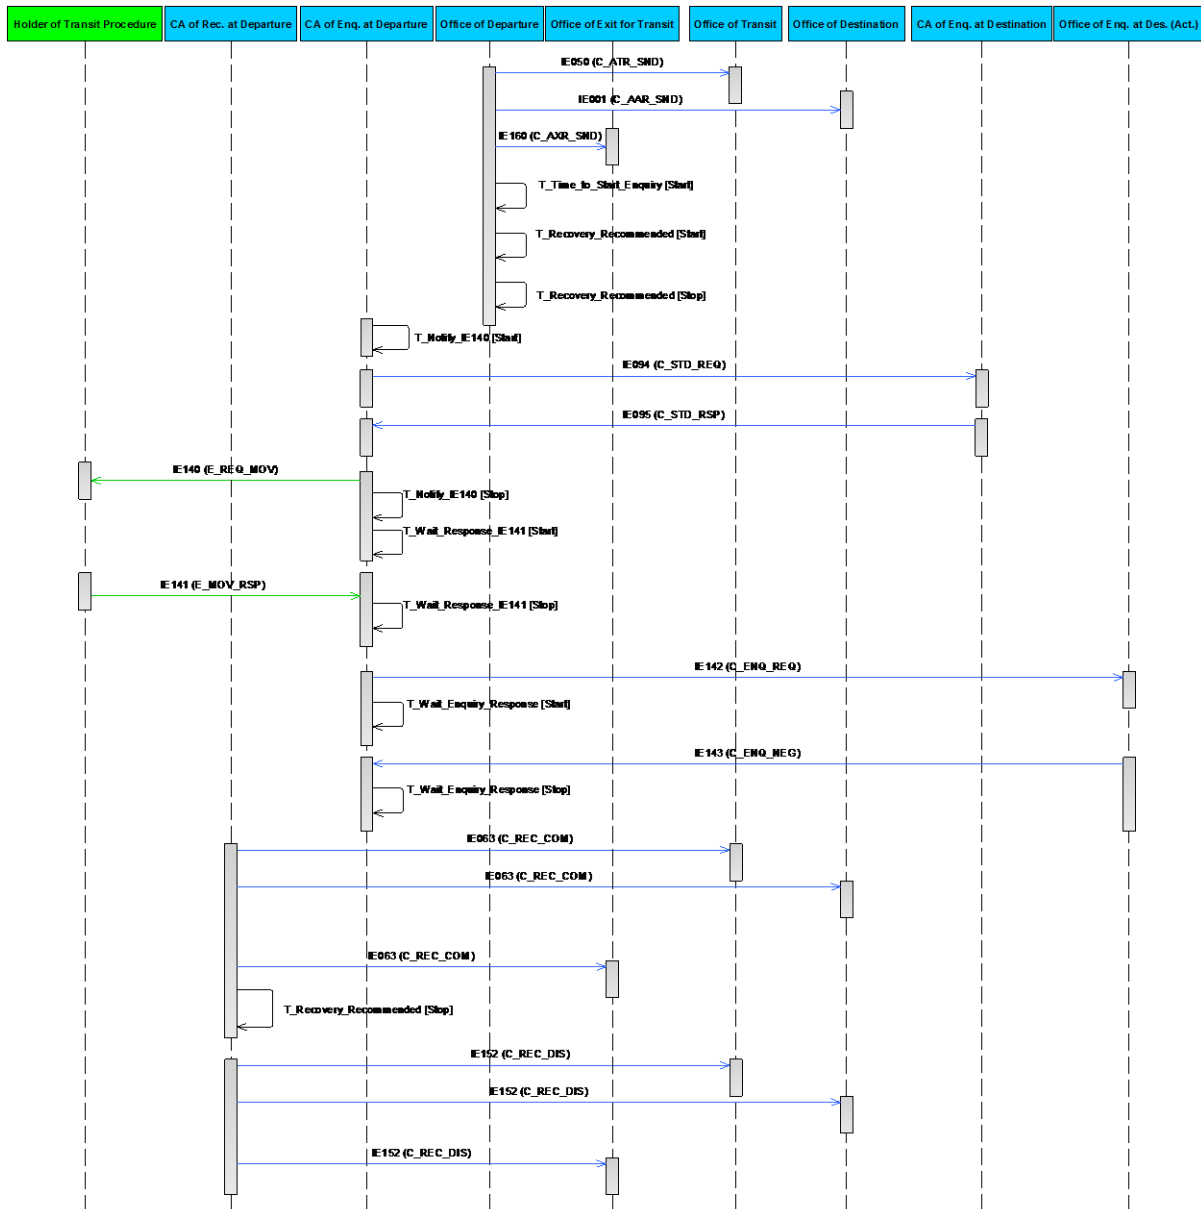 Holder of Transit Procedure
CA of Rec. at Departure
CA of Enq. at Departure
Office of Departure
Office of Exit for Transit
Office of Transit
Office of Destination
CA of Enq. at Destination
Office of Enq. at Des. (Act.)
IE050 (C_ATR_SND)
IE001 (C_AAR_SND)
IE160 (C_AXR_SND)
T_Time_to_Start_Enquiry [Start]
T_Recovery_Recommended [Start]
T_Recovery_Recommended [Stop]
T_Notify_IE140 [Start]
IE094 (C_STD_REQ)
IE095 (C_STD_RSP)
IE140 (E_REQ_MOV)
T_Notify_IE140 [Stop]
T_Wait_Response_IE141 [Start]
IE141 (E_MOV_RSP)
T_Wait_Response_IE141 [Stop]
IE142 (C_ENQ_REQ)
T_Wait_Enquiry_Response [Start]
IE143 (C_ENQ_NEG)
T_Wait_Enquiry_Response [Stop]
IE063 (C_REC_COM)
IE063 (C_REC_COM)
IE063 (C_REC_COM)
T_Recovery_Recommended [Stop]
IE152 (C_REC_DIS)
IE152 (C_REC_DIS)
IE152 (C_REC_DIS)